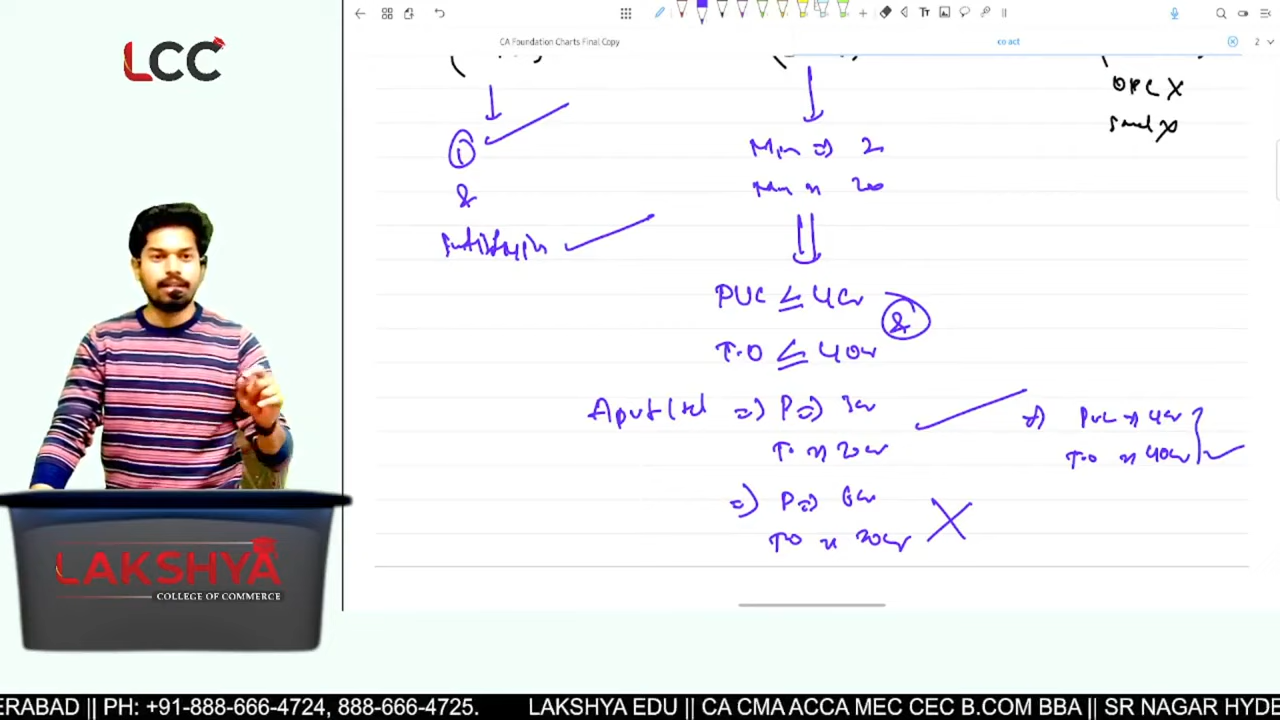 LCC
CA Foundation Charts Final Copy
co act
2
OPC X
Small X
①
&
Min ⇒ 2
Max ⇒ 200
PUC ≤ 4Cr
&
T.O ≤ 40Cr
A pvt ltd ⇒ P ⇒ 3Cr
T.O ⇒ 20Cr
⇒ PUC ⇒ 4Cr
T.O ⇒ 40Cr
⇒ P ⇒ 6Cr
T.O ⇒ 30Cr
LAKSHYA
COLLEGE OF COMMERCE
ERABAD || PH: +91-888-666-4724, 888-666-4725. LAKSHYA EDU || CA CMA ACCA MEC CEC B.COM BBA || SR NAGAR HYDE